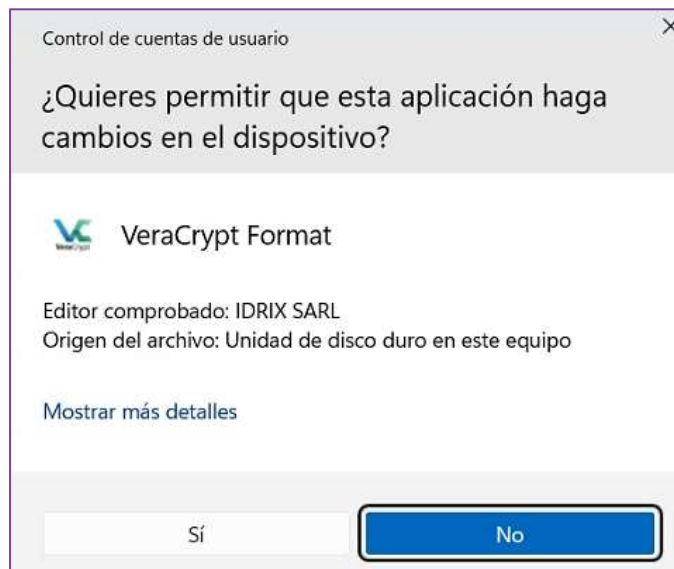 Control de cuentas de usuario
¿Quieres permitir que esta aplicación haga
cambios en el dispositivo?
VeraCrypt
VeraCrypt Format
Editor comprobado: IDRIX SARL
Origen del archivo: Unidad de disco duro en este equipo
Mostrar más detalles
Sí
No